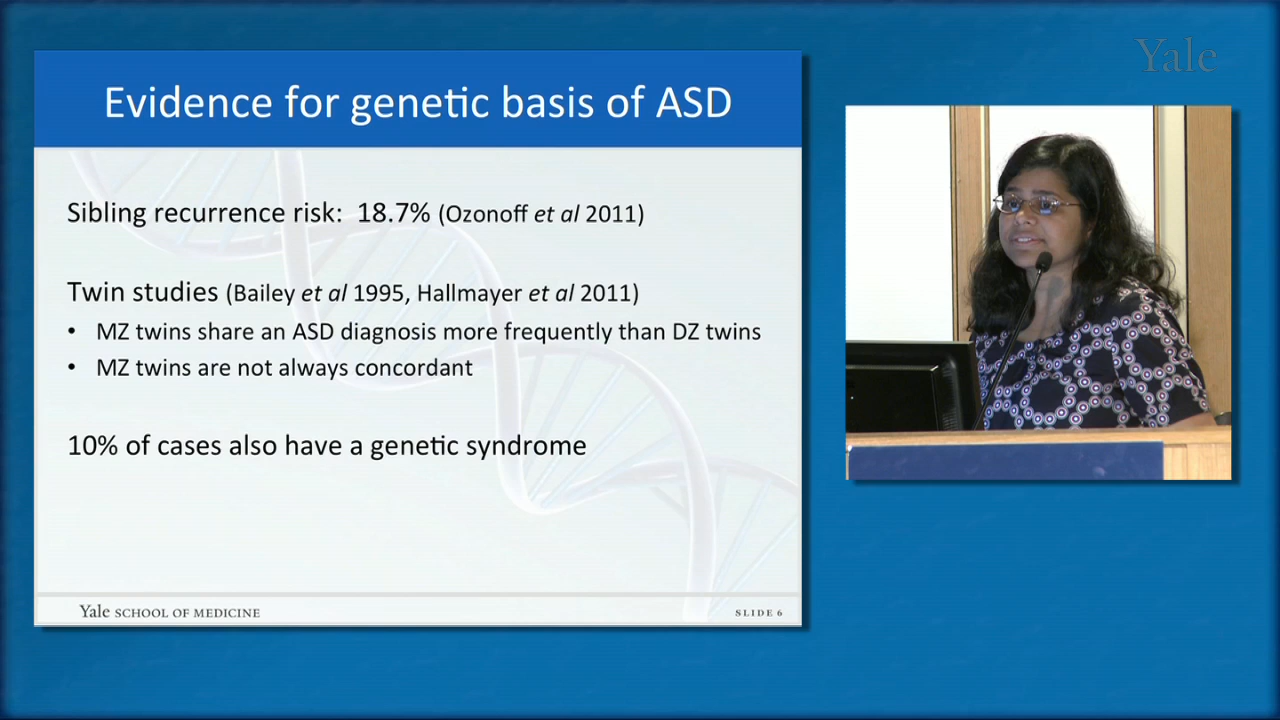 Yale
Evidence for genetic basis of ASD
Sibling recurrence risk: 18.7% (Ozonoff et al 2011)
Twin studies (Bailey et al 1995, Hallmayer et al 2011)
• MZ twins share an ASD diagnosis more frequently than DZ twins
• MZ twins are not always concordant
10% of cases also have a genetic syndrome
Yale SCHOOL OF MEDICINE
SLIDE 6